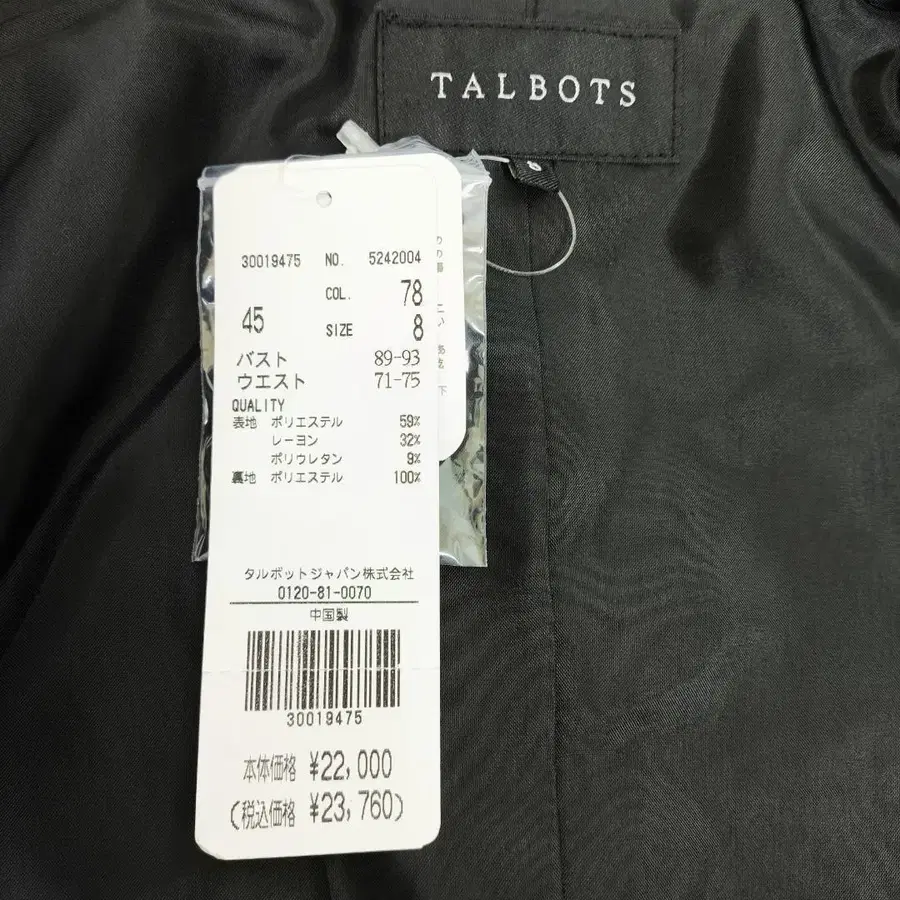 TALBOTS
8
30019475 NO. 5242004
COL. 78
45 SIZE 8
バスト 89-93
ウエスト 71-75
QUALITY
表地 ポリエステル 59%
レーヨン 32%
ポリウレタン 9%
裏地 ポリエステル 100%
タルボットジャパン株式会社
0120-81-0070
中国製
30019475
本体価格 ¥22,000
(税込価格 ¥23,760)